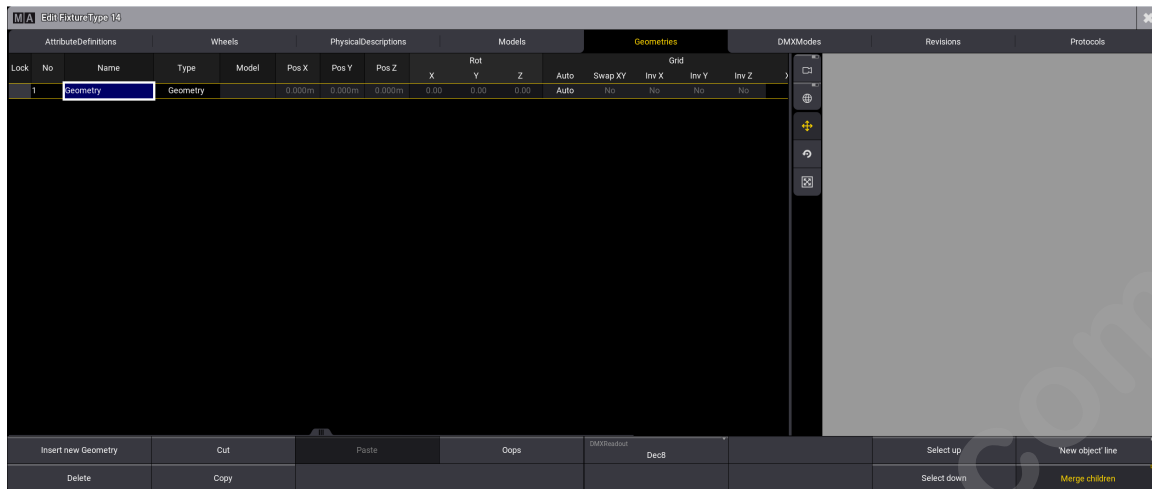 MA Edit FixtureType 14
AttributeDefinitions Wheels PhysicalDescriptions Models Geometries DMXModes Revisions Protocols
Rot Grid
Lock No Name Type Model Pos X Pos Y Pos Z X Y Z Auto Swap XY Inv X Inv Y Inv Z
1 Geometry Geometry 0.000m 0.000m 0.000m 0.00 0.00 0.00 Auto No No No No
Insert new Geometry Cut Paste Oops DMXReadout Dec8 Select up 'New object' line
Delete Copy Select down Merge children
com